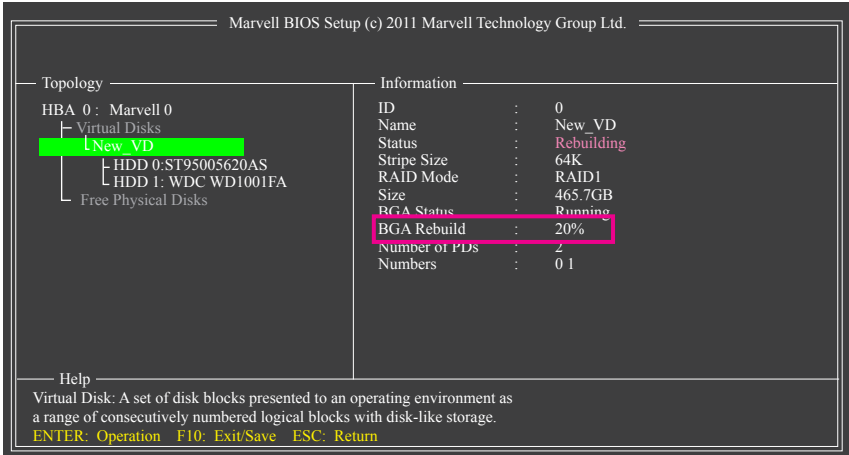 Marvell BIOS Setup (c) 2011 Marvell Technology Group Ltd.
Topology
HBA 0 : Marvell 0
Virtual Disks
New_VD
HDD 0:ST95005620AS
HDD 1: WDC WD1001FA
Free Physical Disks
Information
ID : 0
Name : New_VD
Status : Rebuilding
Stripe Size : 64K
RAID Mode : RAID1
Size : 465.7GB
BGA Status : Running
BGA Rebuild : 20%
Number of PDs : 2
Numbers : 0 1
Help
Virtual Disk: A set of disk blocks presented to an operating environment as
a range of consecutively numbered logical blocks with disk-like storage.
ENTER: Operation F10: Exit/Save ESC: Return